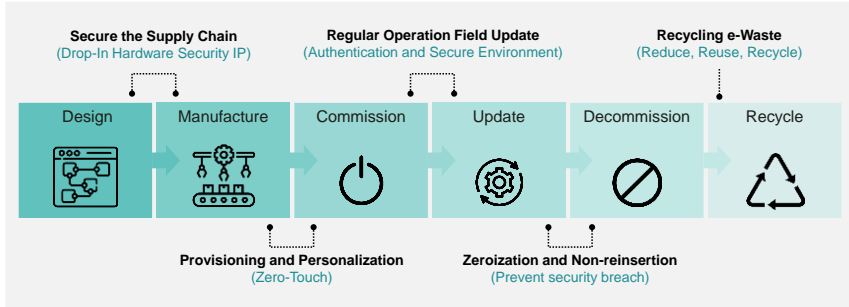 Secure the Supply Chain
(Drop-In Hardware Security IP)
Regular Operation Field Update
(Authentication and Secure Environment)
Recycling e-Waste
(Reduce, Reuse, Recycle)
Design
Manufacture
Commission
Update
Decommission
Recycle
Provisioning and Personalization
(Zero-Touch)
Zeroization and Non-reinsertion
(Prevent security breach)